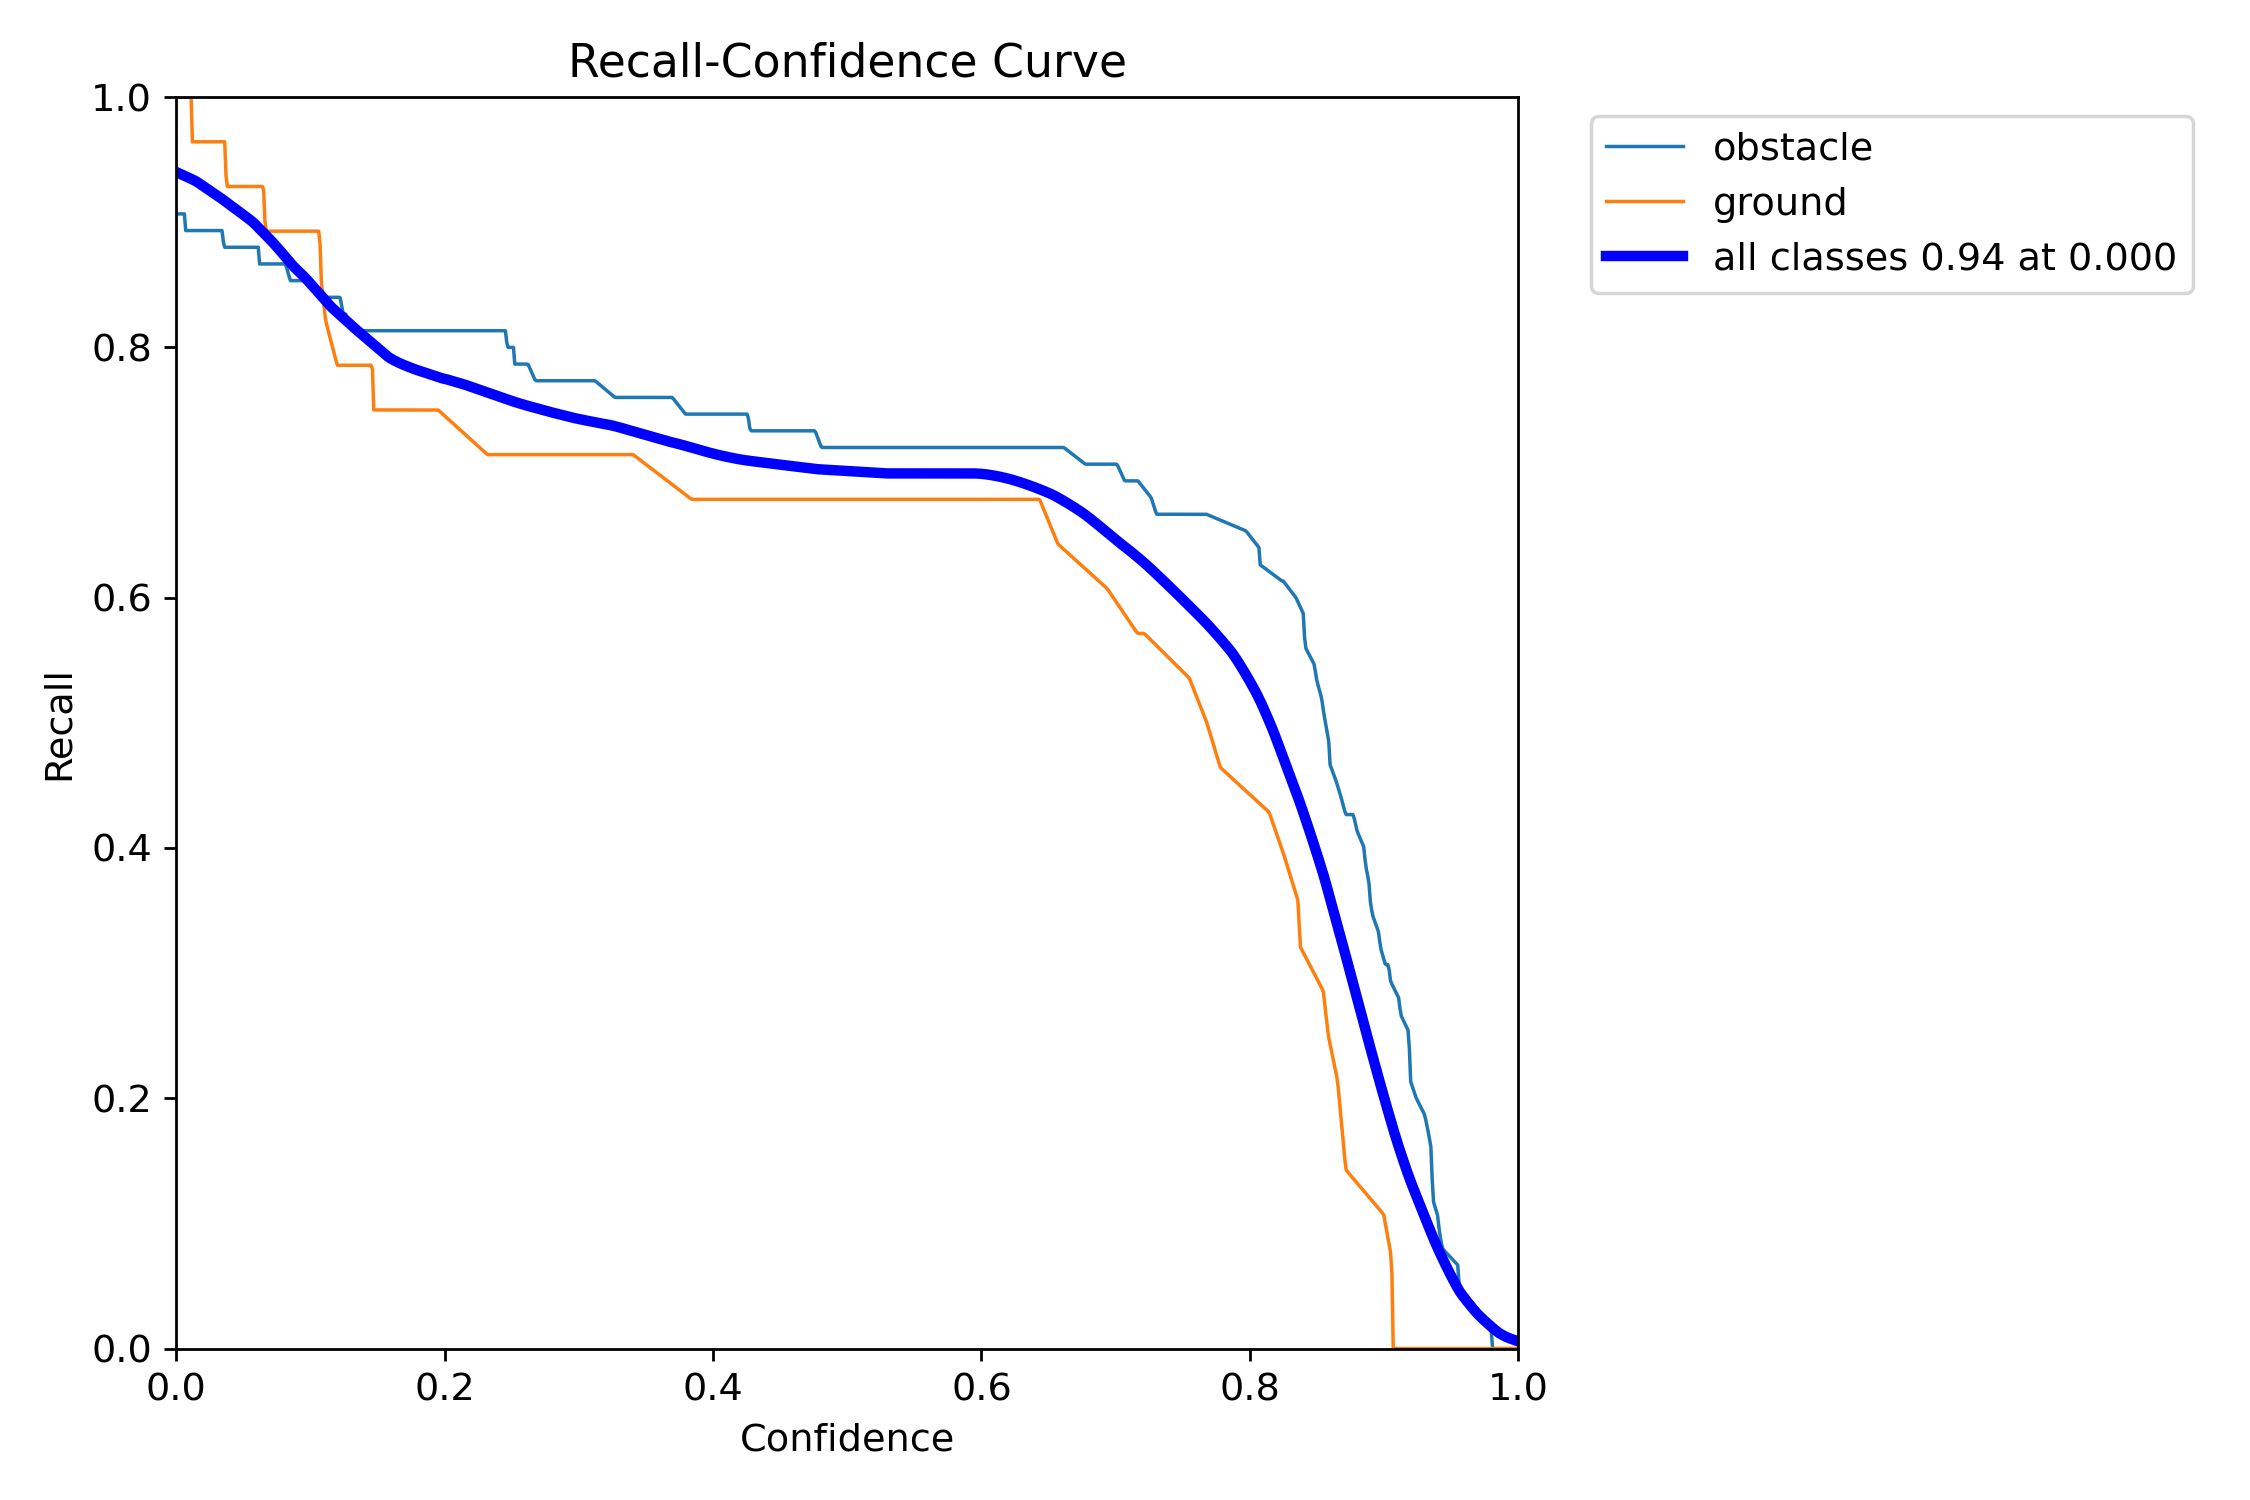 Recall-Confidence Curve
1.0
0.8
0.6
0.4
0.2
0.0
Recall
0.0 0.2 0.4 0.6 0.8 1.0
Confidence
obstacle
ground
all classes 0.94 at 0.000